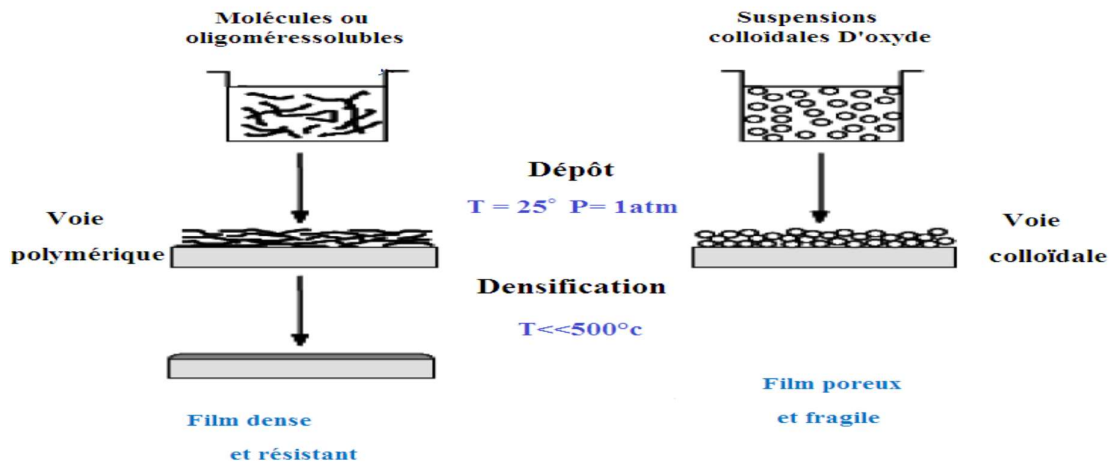 Molécules ou
oligoméressolubles
Suspensions
colloidales D'oxyde
Dépôt
T = 25° P= 1atm
Voie
polymérique
Voie
colloïdale
Densification
T<<500°c
Film dense
et résistant
Film poreux
et fragile